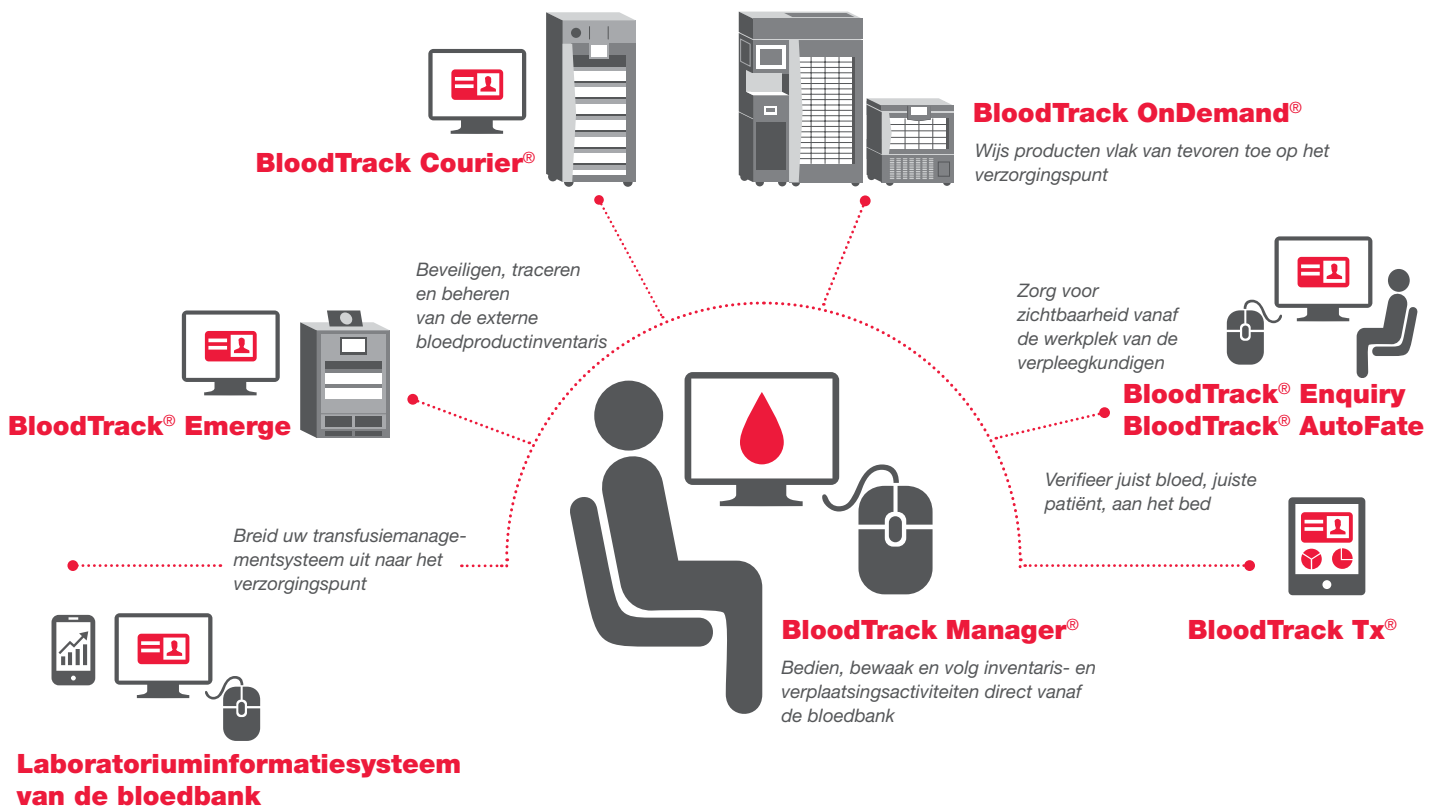 BloodTrack Courier®
BloodTrack OnDemand®
Wijs producten vlak van tevoren toe op het
verzorgingspunt
Beveiligen, traceren
en beheren
van de externe
bloedproductinventaris
Zorg voor
zichtbaarheid vanaf
de werkplek van de
verpleegkundigen
BloodTrack® Emerge
BloodTrack® Enquiry
BloodTrack® AutoFate
Verifieer juist bloed, juiste
patiënt, aan het bed
Breid uw transfusiemanage-
mentsysteem uit naar het
verzorgingspunt
BloodTrack Manager®
Bedien, bewaak en volg inventaris- en
verplaatsingsactiviteiten direct vanaf
de bloedbank
BloodTrack Tx®
Laboratoriuminformatiesysteem
van de bloedbank